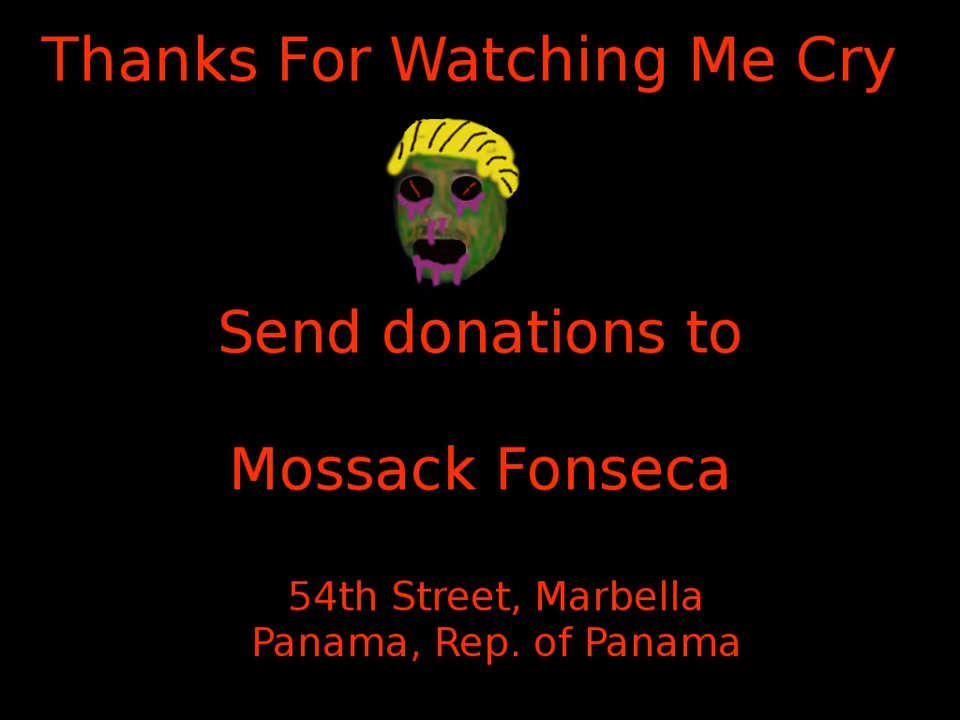 Thanks For Watching Me Cry
Send donations to
Mossack Fonseca
54th Street, Marbella
Panama, Rep. of Panama